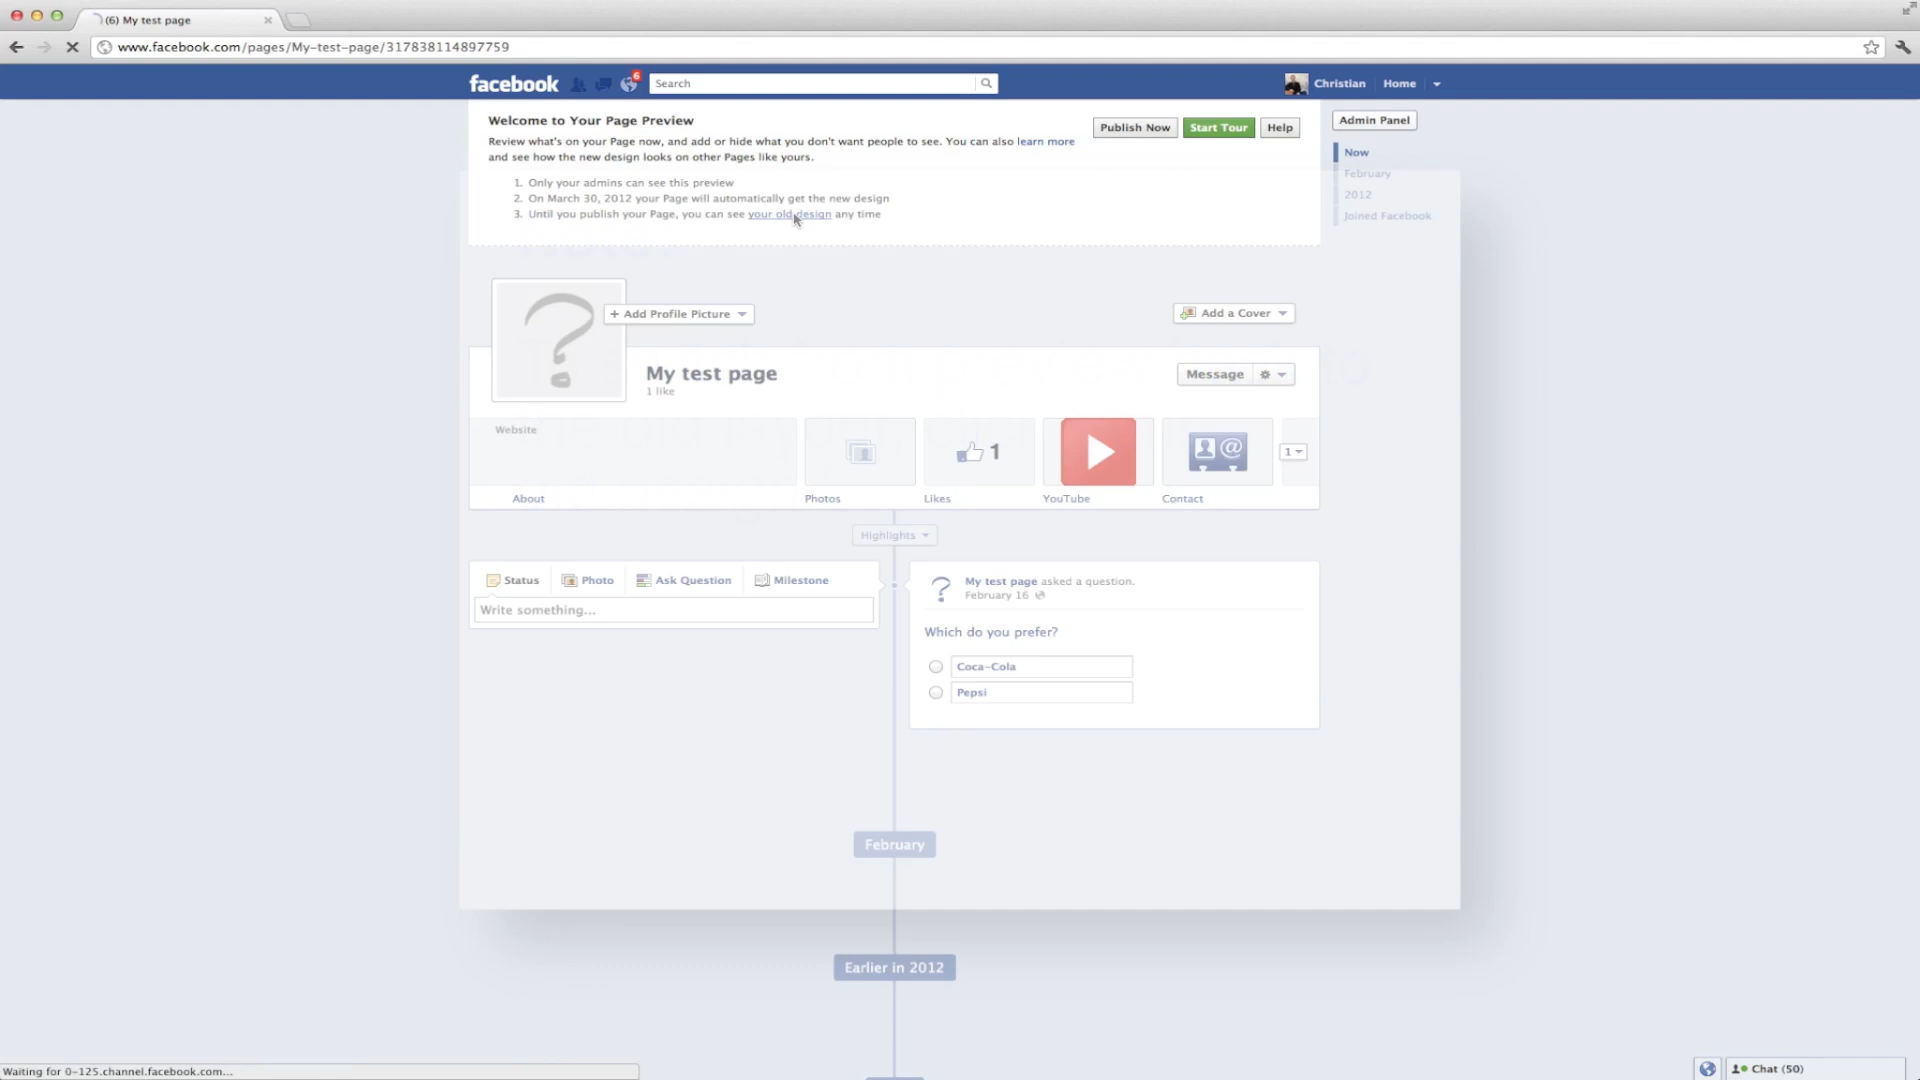 (6) My test page
www.facebook.com/pages/My-test-page/317838114897759
facebook
6
Search
Christian
Home
Welcome to Your Page Preview
Review what's on your Page now, and add or hide what you don't want people to see. You can also learn more
and see how the new design looks on other Pages like yours.
1. Only your admins can see this preview
2. On March 30, 2012 your Page will automatically get the new design
3. Until you publish your Page, you can see your old design any time
Publish Now
Start Tour
Help
Admin Panel
Now
February
2012
Joined Facebook
+ Add Profile Picture
Add a Cover
My test page
1 like
Message
Website
1
@
1
About
Photos
Likes
YouTube
Contact
Highlights
Status
Photo
Ask Question
Milestone
Write something...
My test page asked a question.
February 16
Which do you prefer?
Coca-Cola
Pepsi
February
Earlier in 2012
Waiting for 0-125.channel.facebook.com...
Chat (50)